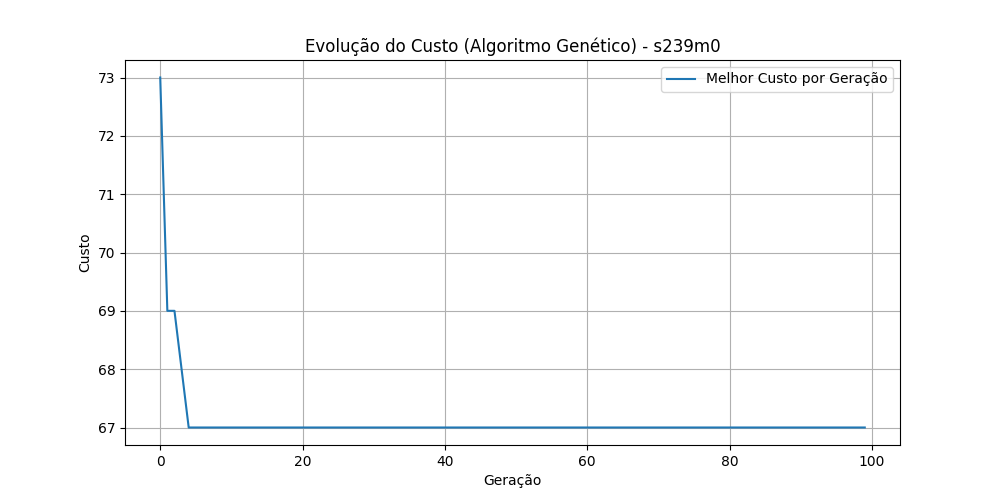 Evolução do Custo (Algoritmo Genético) - s239m0
Melhor Custo por Geração
73
72
71
70
69
68
67
Custo
0 20 40 60 80 100
Geração